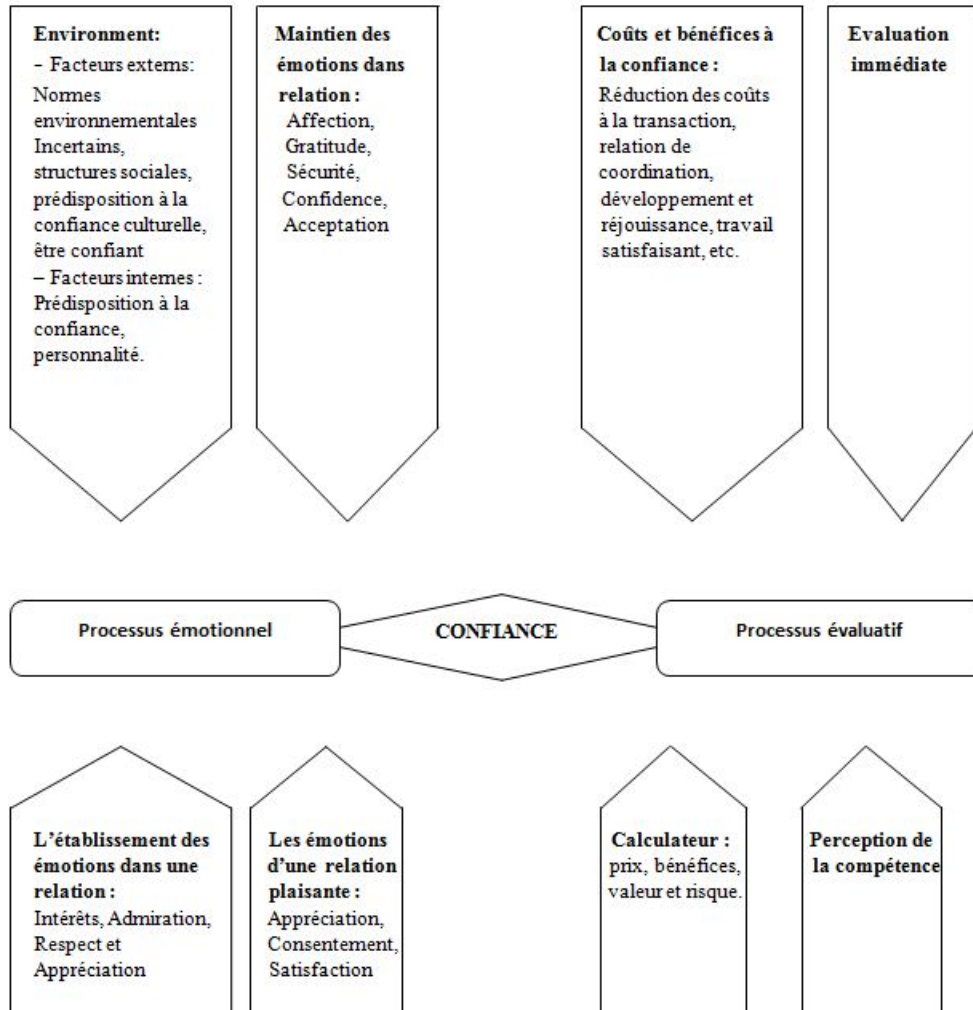 Environment:
- Facteurs externs:
Normes
environnementales
Incertains,
structures sociales,
prédisposition à la
confiance culturelle,
être confiant
– Facteurs internes :
Prédisposition à la
confiance,
personnalité.
Maintien des
émotions dans
relation :
Affection,
Gratitude,
Sécurité,
Confidence,
Acceptation
Coûts et bénéfices à
la confiance :
Réduction des coûts
à la transaction,
relation de
coordination,
développement et
réjouissance, travail
satisfaisant, etc.
Evaluation
immédiate
Processus émotionnel
CONFIANCE
Processus évaluatif
L’établissement des
émotions dans une
relation :
Intérêts, Admiration,
Respect et
Appréciation
Les émotions
d’une relation
plaisante :
Appréciation,
Consentement,
Satisfaction
Calculateur :
prix, bénéfices,
valeur et risque.
Perception de
la compétence